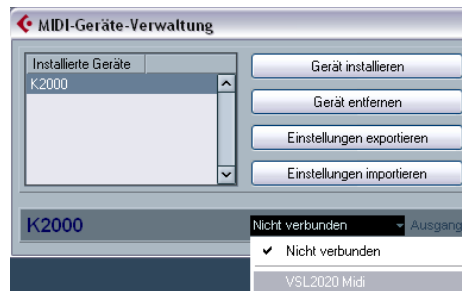 MIDI-Geräte-Verwaltung
Installierte Geräte
K2000
Gerät installieren
Gerät entfernen
Einstellungen exportieren
Einstellungen importieren
K2000
Nicht verbunden
Ausgang
Nicht verbunden
VSL2020 Midi